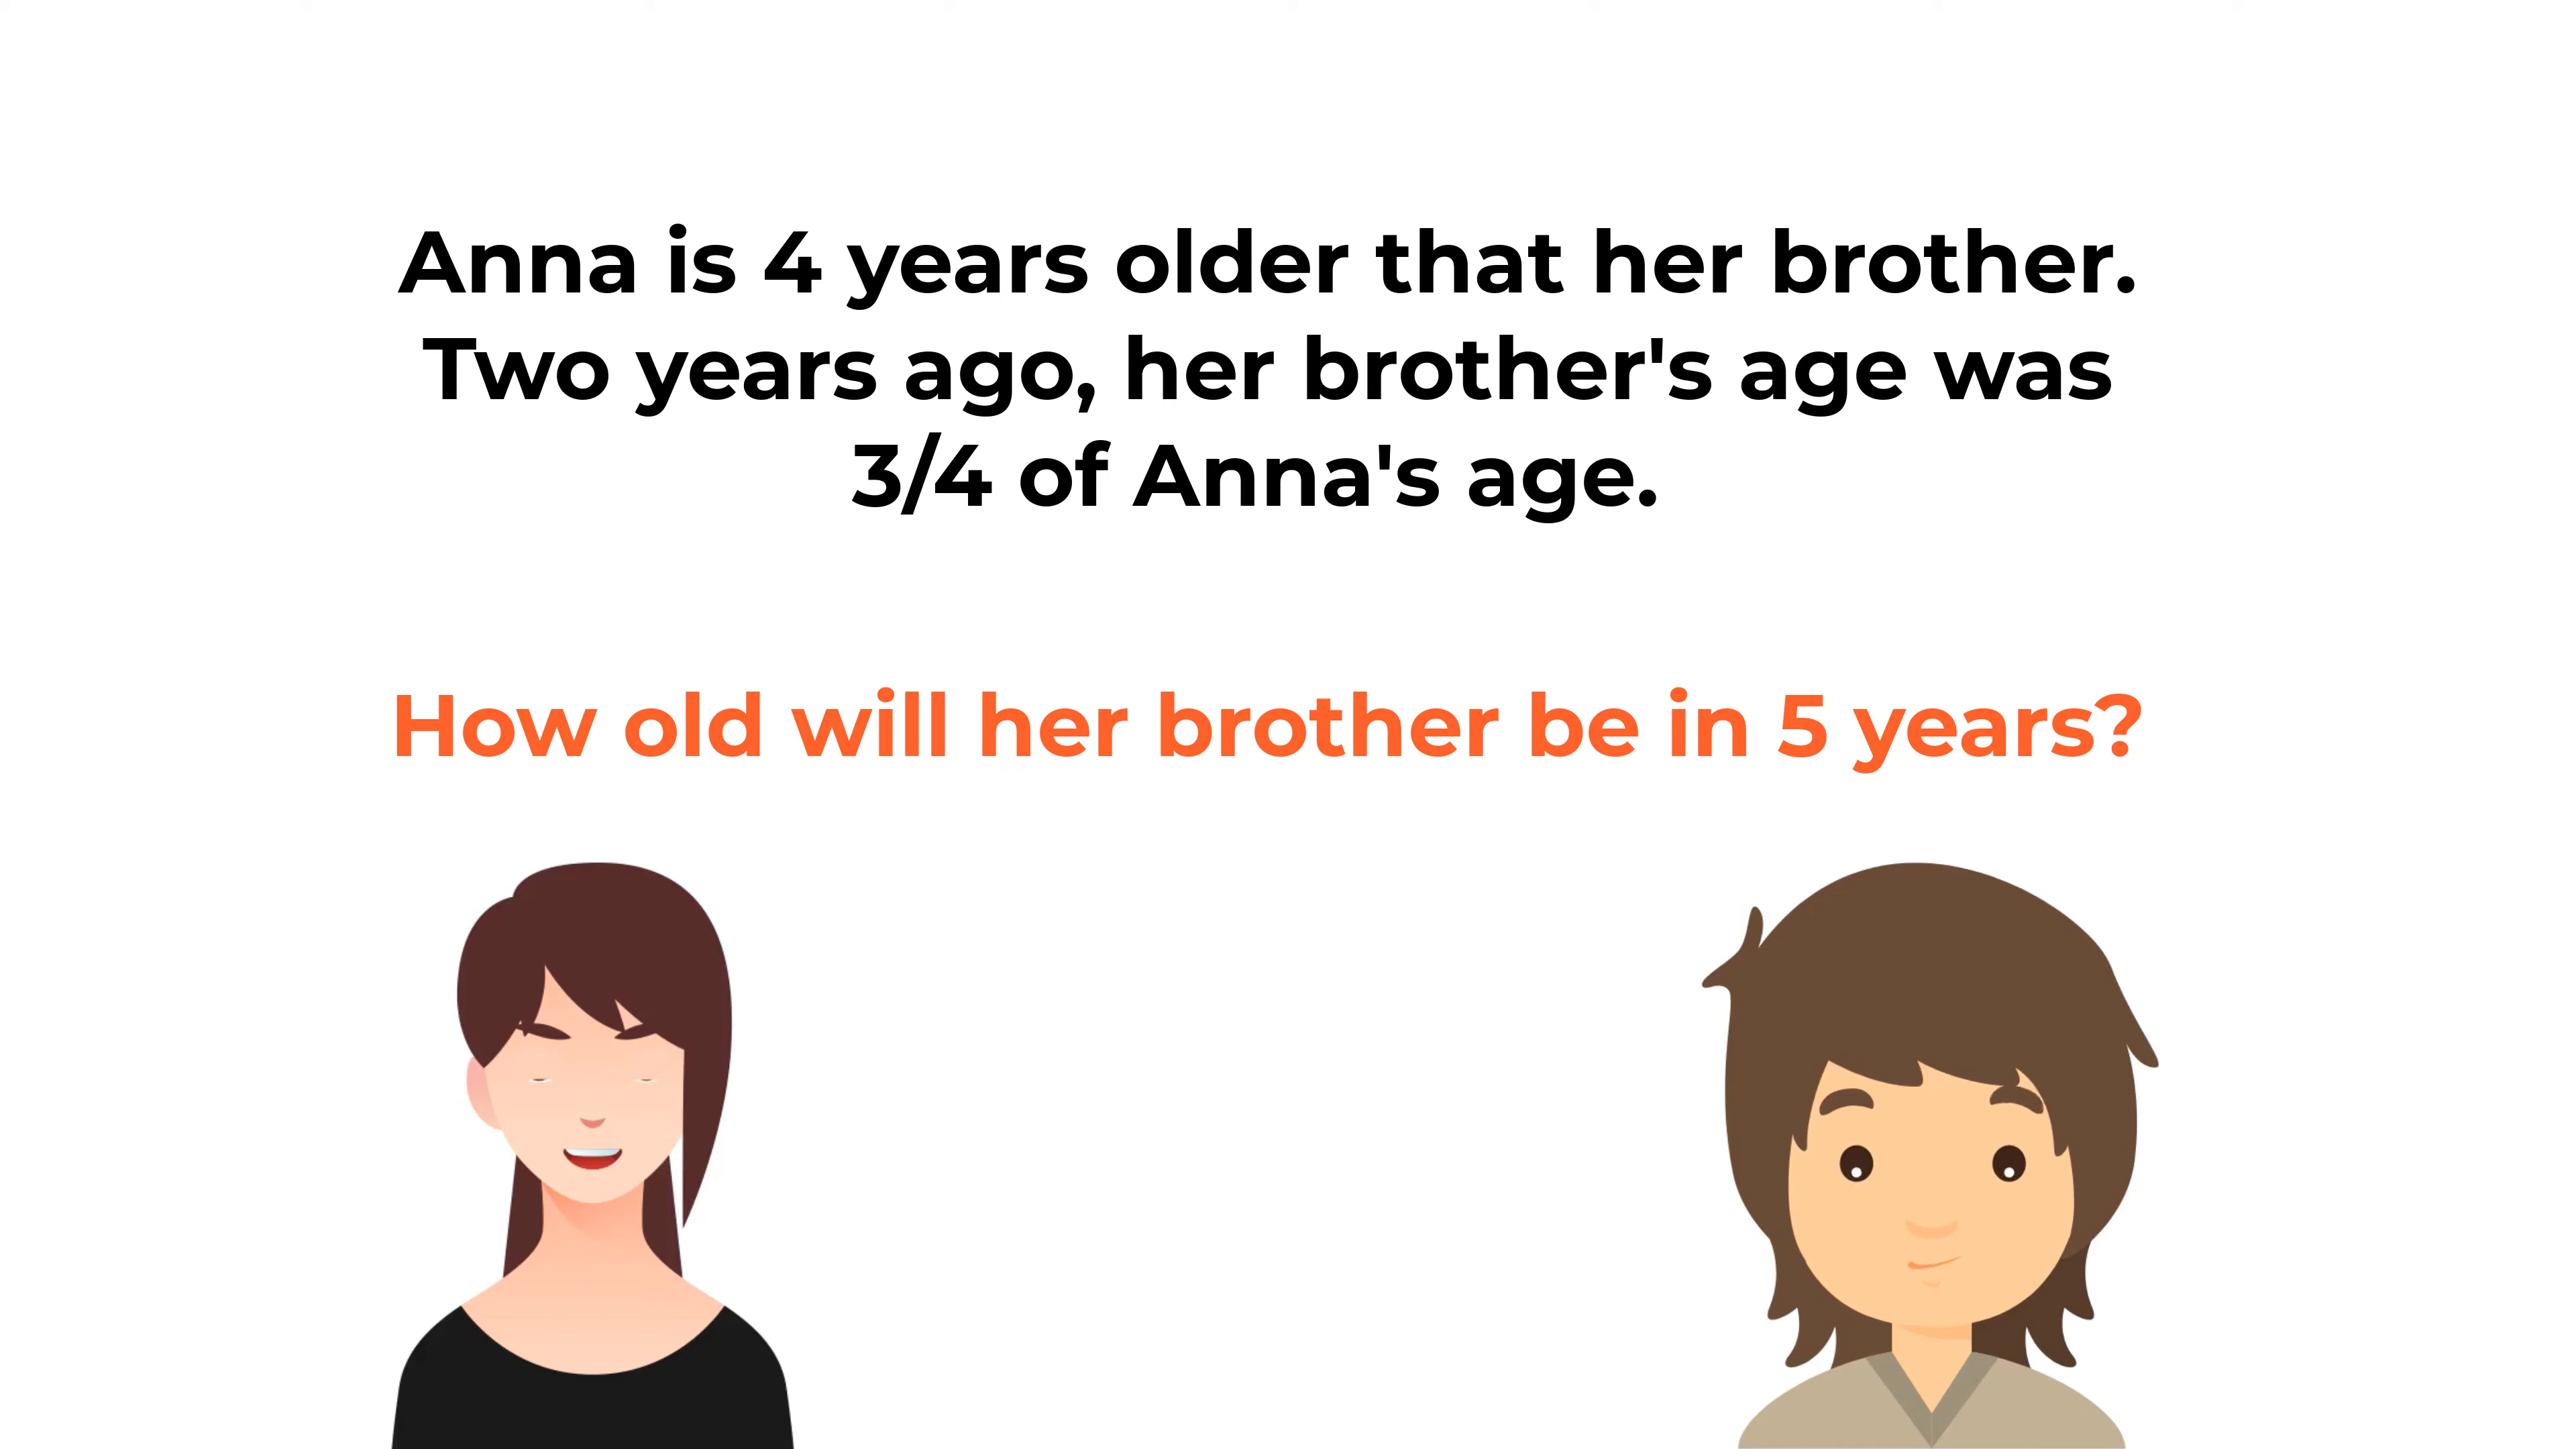 Anna is 4 years older that her brother.
Two years ago, her brother's age was
3/4 of Anna's age.
How old will her brother be in 5 years?